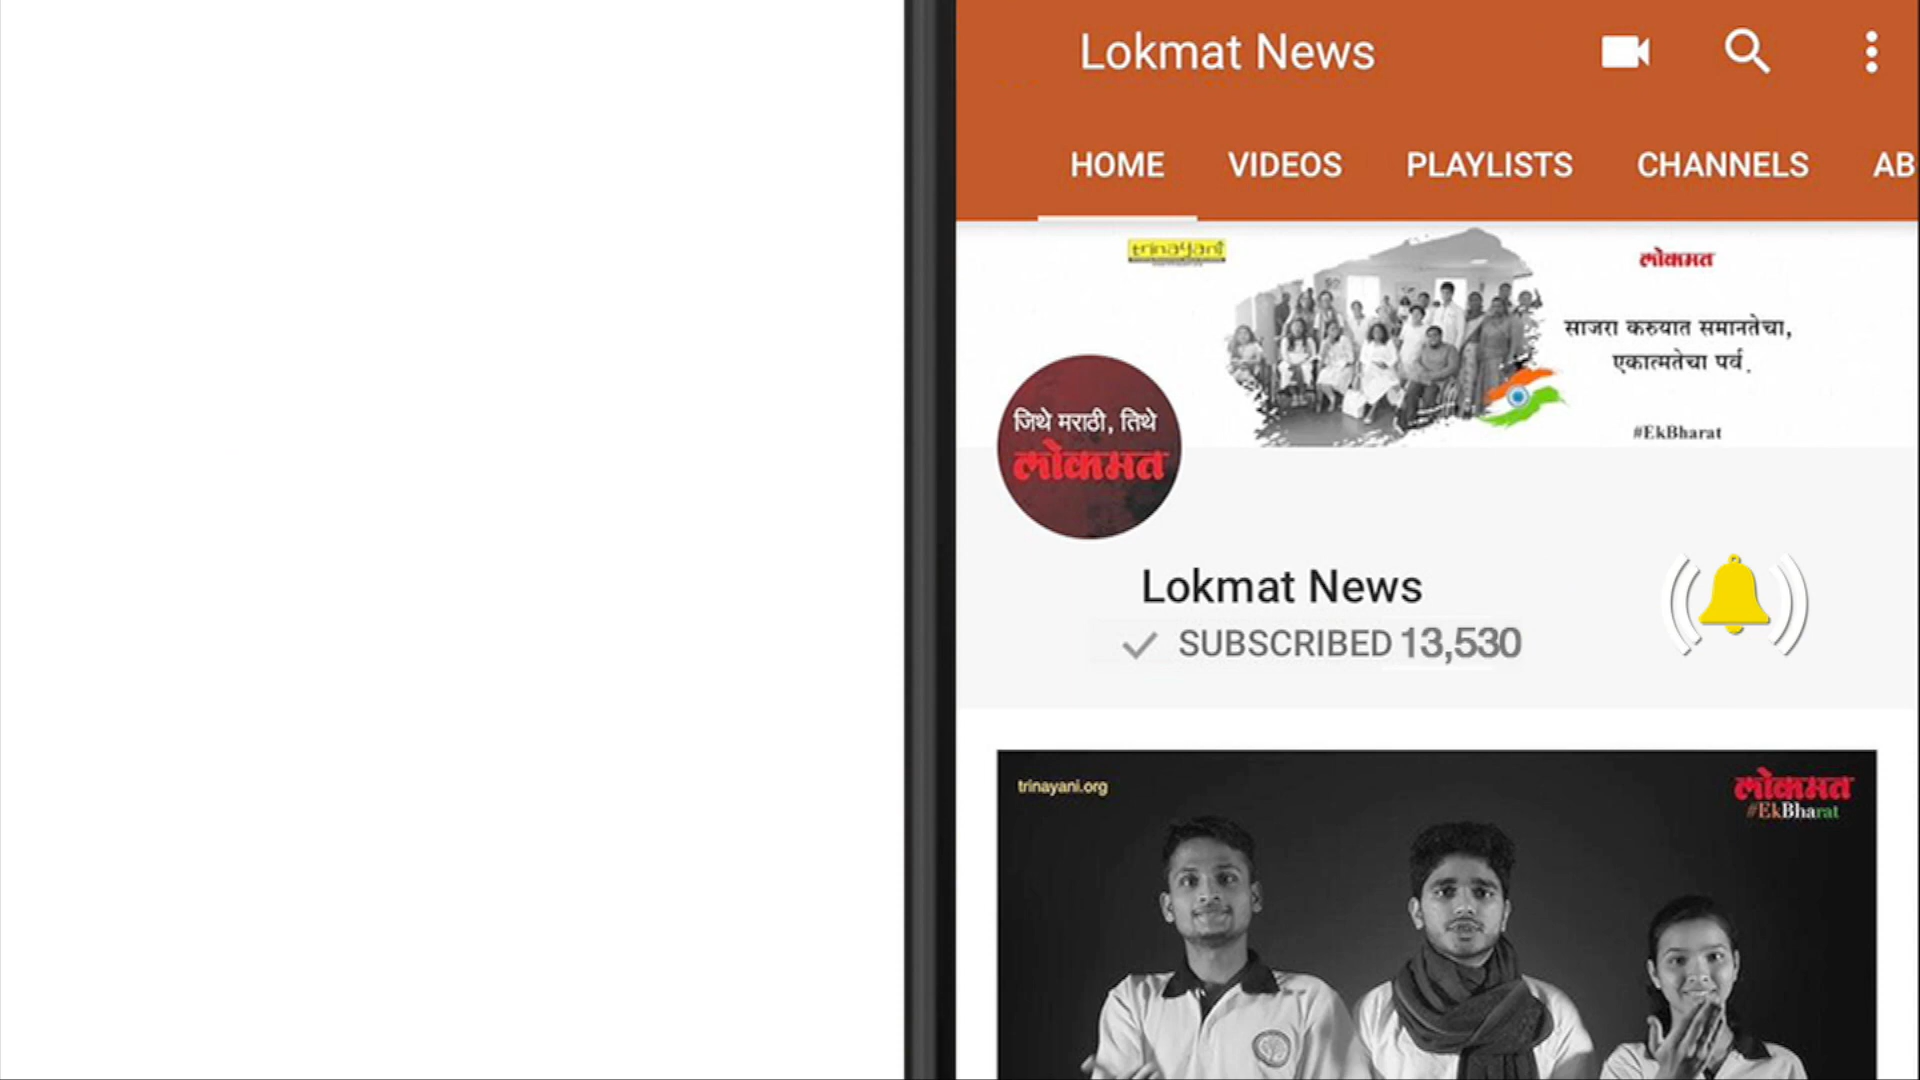 Lokmat News
HOME VIDEOS PLAYLISTS CHANNELS AB
trinayani
लोकमत
साजरा करुयात समानतेचा,
एकात्मतेचा पर्व.
#EkBharat
जिथे मराठी, तिथे
लोकमत
Lokmat News
SUBSCRIBED 13,530
trinayani.org
लोकमत
#EkBharat